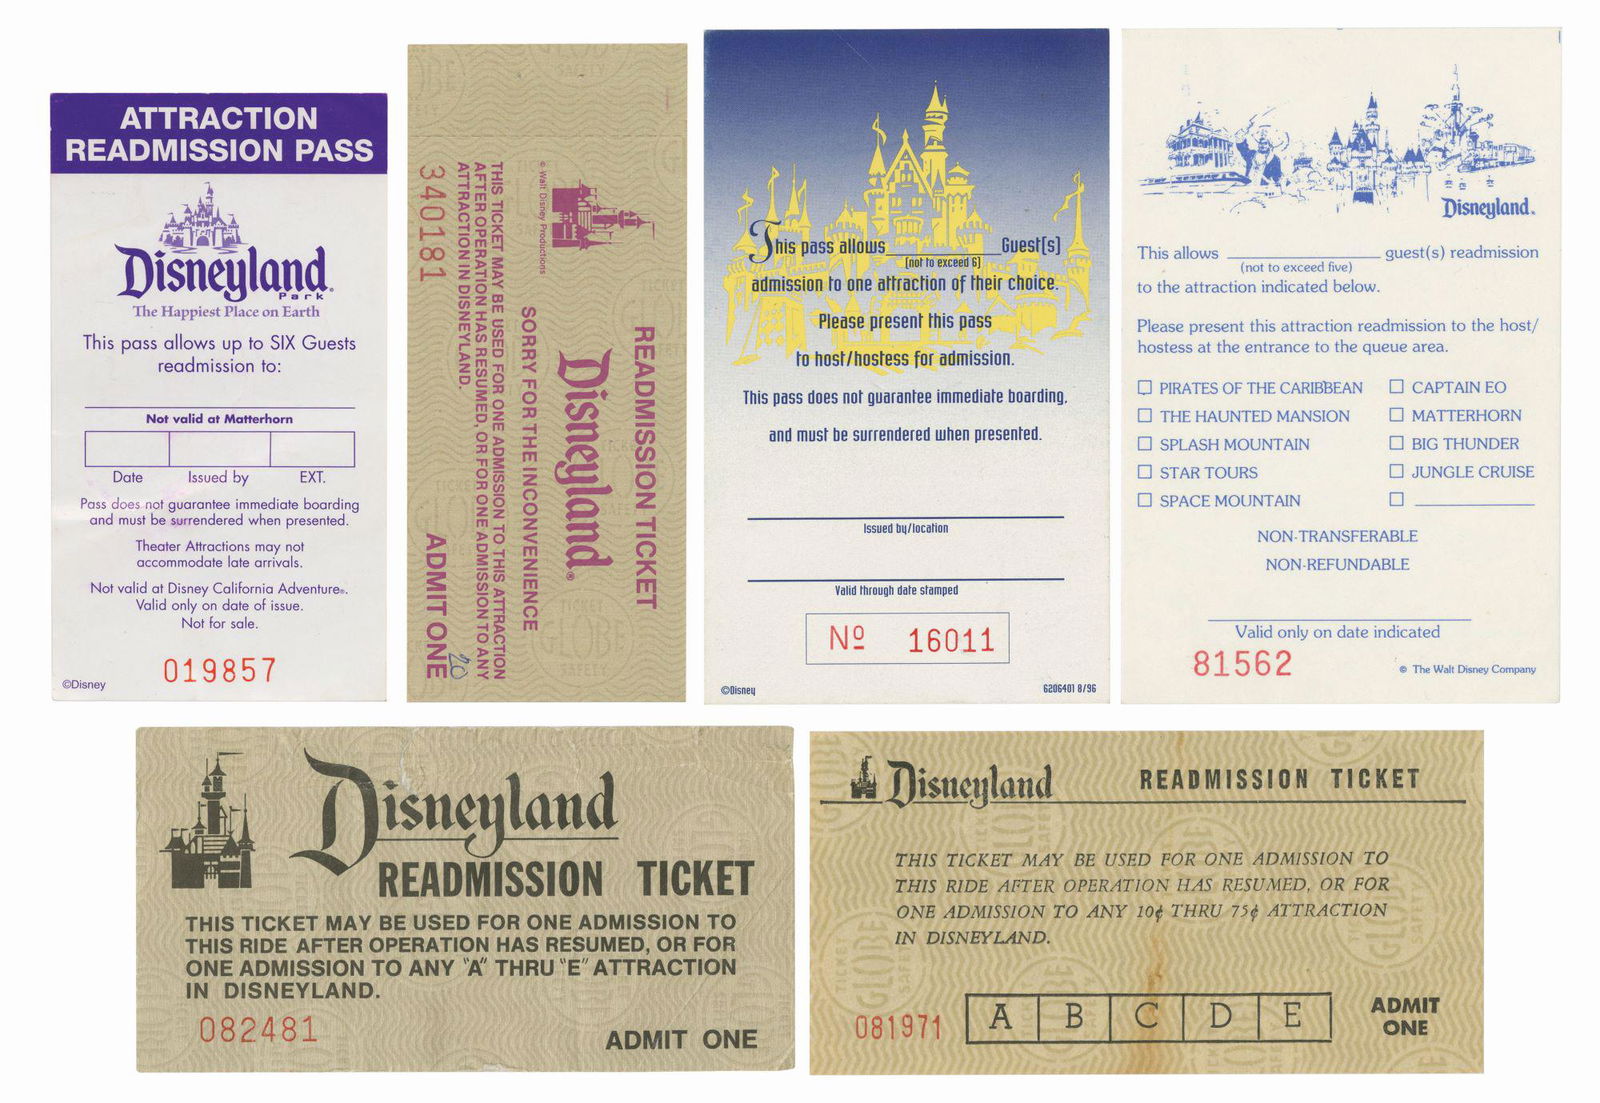 ATTRACTION
READMISSION PASS
Disneyland
Park
The Happiest Place on Earth
This pass allows up to SIX Guests
readmission to:
Not valid at Matterhorn
Date Issued by EXT.
Pass does not guarantee immediate boarding
and must be surrendered when presented.
Theater Attractions may not
accommodate late arrivals.
Not valid at Disney California Adventure®.
Valid only on date of issue.
Not for sale.
019857
©Disney
READMISSION TICKET
Disneyland®
SORRY FOR THE INCONVENIENCE
© Walt Disney Productions
THIS TICKET MAY BE USED FOR ONE ADMISSION TO THIS ATTRACTION
AFTER OPERATION HAS RESUMED, OR FOR ONE ADMISSION TO ANY
ATTRACTION IN DISNEYLAND.
340181
ADMIT ONE
20
This pass allows Guest(s)
(not to exceed 6)
admission to one attraction of their choice.
Please present this pass
to host/hostess for admission.
This pass does not guarantee immediate boarding,
and must be surrendered when presented.
Issued by/location
Valid through date stamped
Nº 16011
©Disney 6206401 8/96
Disneyland®
This allows guest(s) readmission
(not to exceed five)
to the attraction indicated below.
Please present this attraction readmission to the host/
hostess at the entrance to the queue area.
PIRATES OF THE CARIBBEAN CAPTAIN EO
THE HAUNTED MANSION MATTERHORN
SPLASH MOUNTAIN BIG THUNDER
STAR TOURS JUNGLE CRUISE
SPACE MOUNTAIN
NON-TRANSFERABLE
NON-REFUNDABLE
Valid only on date indicated
81562
© The Walt Disney Company
Disneyland
READMISSION TICKET
THIS TICKET MAY BE USED FOR ONE ADMISSION TO
THIS RIDE AFTER OPERATION HAS RESUMED, OR FOR
ONE ADMISSION TO ANY "A" THRU "E" ATTRACTION
IN DISNEYLAND.
082481
ADMIT ONE
Disneyland READMISSION TICKET
THIS TICKET MAY BE USED FOR ONE ADMISSION TO
THIS RIDE AFTER OPERATION HAS RESUMED, OR FOR
ONE ADMISSION TO ANY 10¢ THRU 75¢ ATTRACTION
IN DISNEYLAND.
081971
A B C D E
ADMIT
ONE